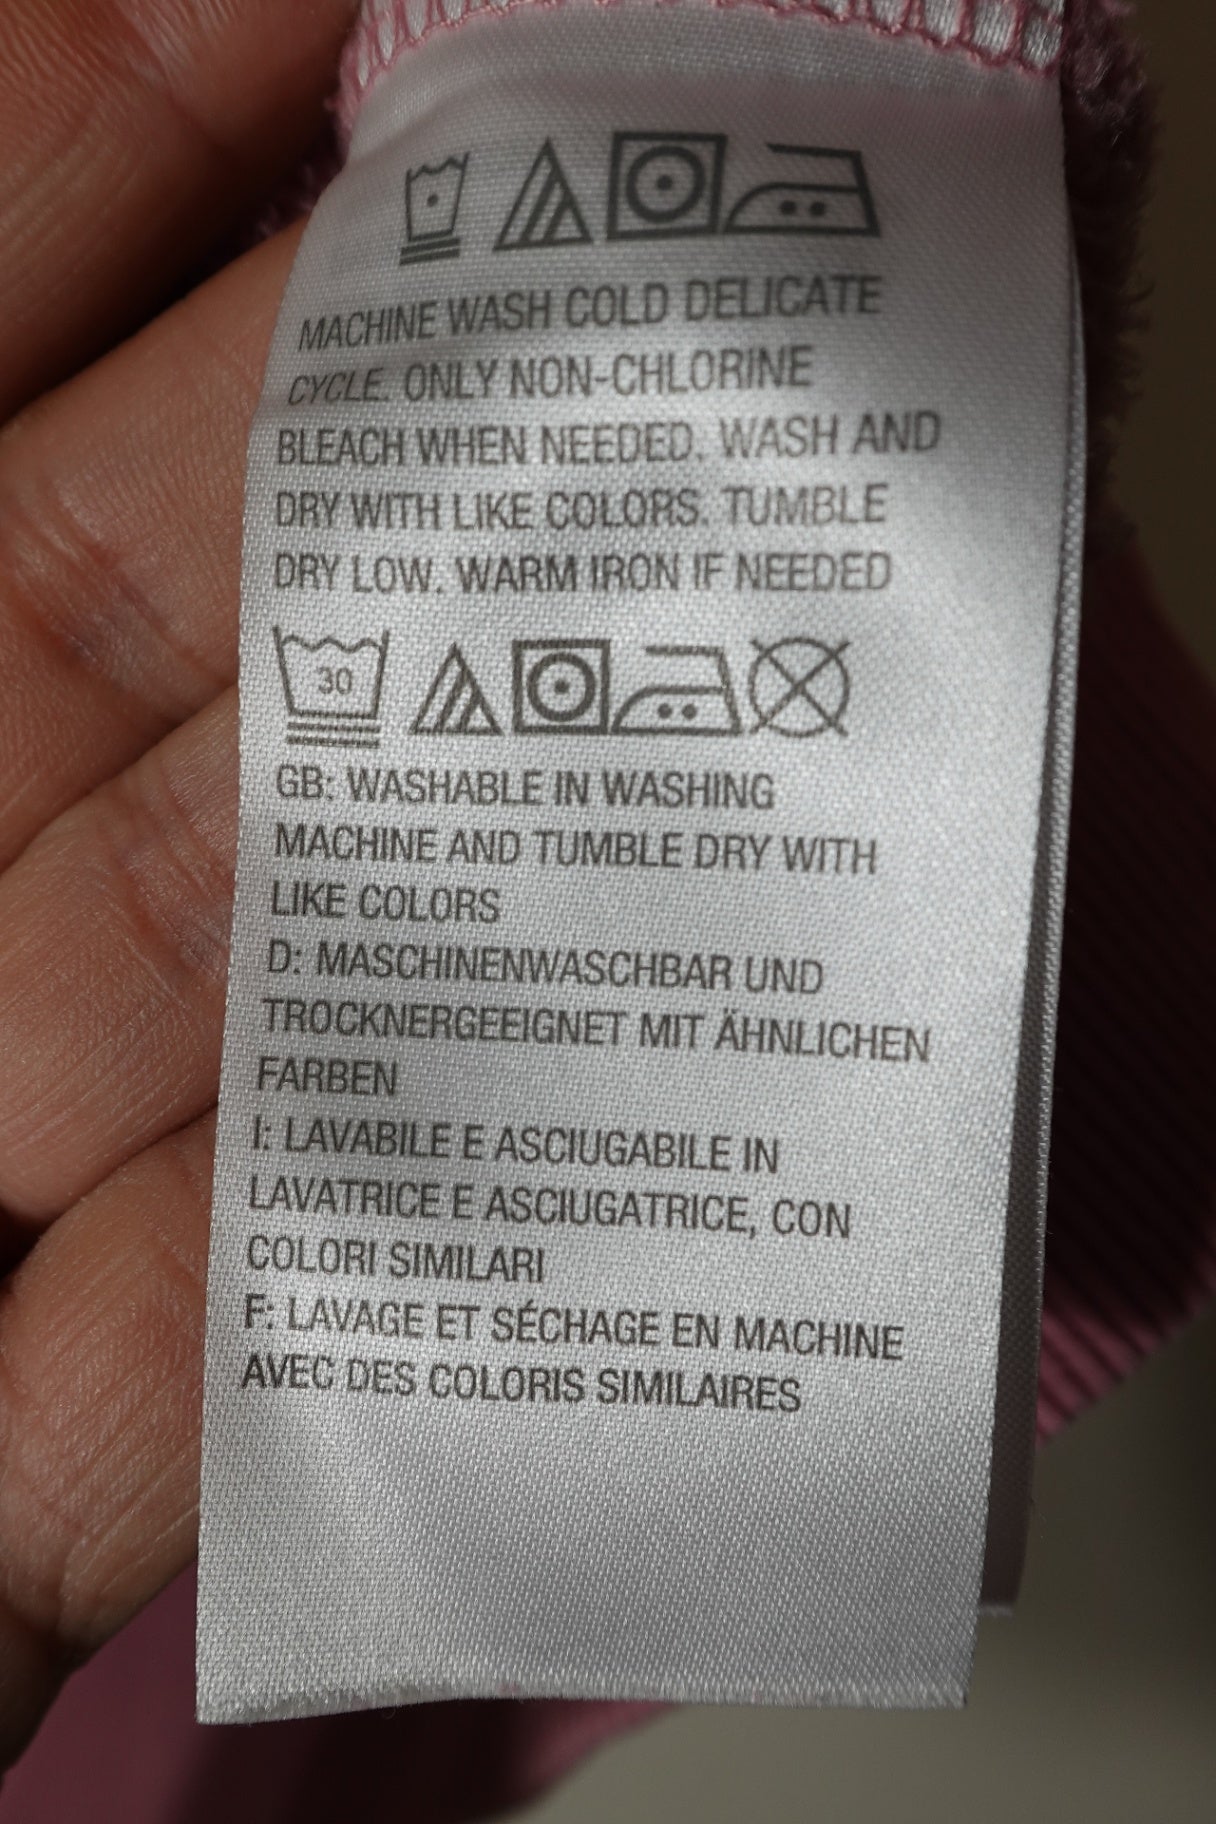 MACHINE WASH COLD DELICATE
CYCLE. ONLY NON-CHLORINE
BLEACH WHEN NEEDED. WASH AND
DRY WITH LIKE COLORS. TUMBLE
DRY LOW. WARM IRON IF NEEDED
30
GB: WASHABLE IN WASHING
MACHINE AND TUMBLE DRY WITH
LIKE COLORS
D: MASCHINENWASCHBAR UND
TROCKNERGEEIGNET MIT ÄHNLICHEN
FARBEN
I: LAVABILE E ASCIUGABILE IN
LAVATRICE E ASCIUGATRICE, CON
COLORI SIMILARI
F: LAVAGE ET SÉCHAGE EN MACHINE
AVEC DES COLORIS SIMILAIRES